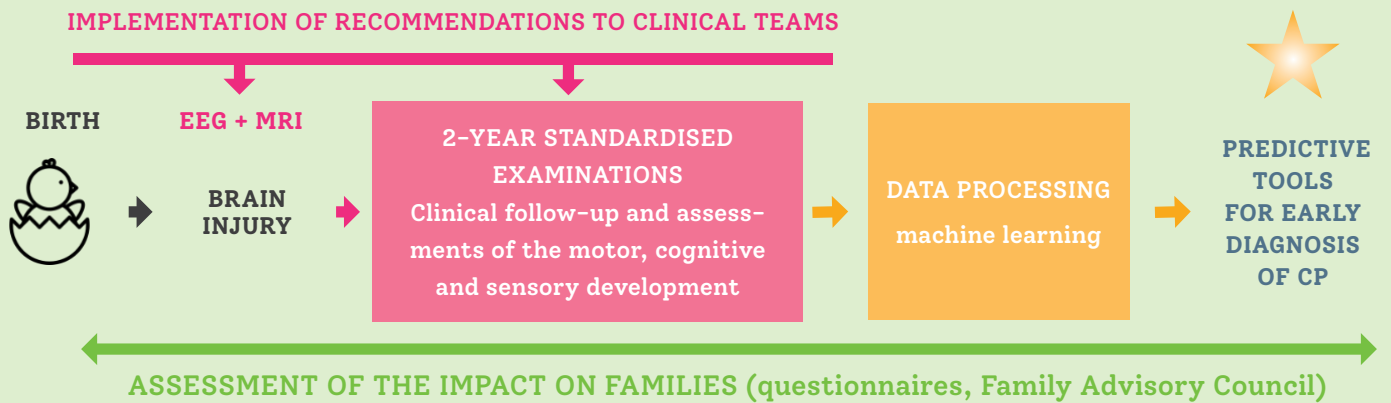 IMPLEMENTATION OF RECOMMENDATIONS TO CLINICAL TEAMS
BIRTH
EEG + MRI
BRAIN
INJURY
2-YEAR STANDARDISED
EXAMINATIONS
Clinical follow-up and assess-
ments of the motor, cognitive
and sensory development
DATA PROCESSING
machine learning
PREDICTIVE
TOOLS
FOR EARLY
DIAGNOSIS
OF CP
ASSESSMENT OF THE IMPACT ON FAMILIES (questionnaires, Family Advisory Council)